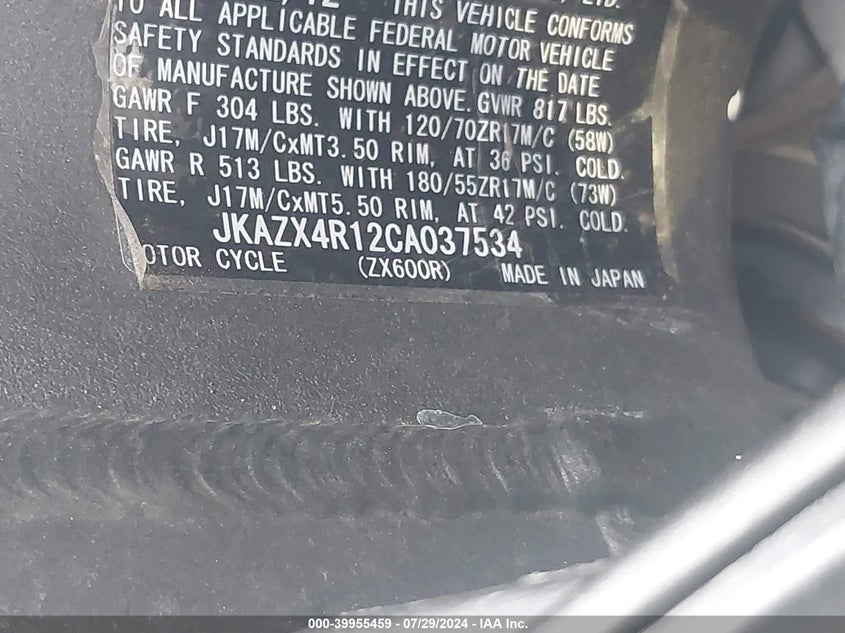 /12 THIS VEHICLE CONFORMS
TO ALL APPLICABLE FEDERAL MOTOR VEHICLE
SAFETY STANDARDS IN EFFECT ON THE DATE
OF MANUFACTURE SHOWN ABOVE. GVWR 817 LBS.
GAWR F 304 LBS. WITH 120/70ZR17M/C (58W)
TIRE, J17M/CxMT3.50 RIM, AT 36 PSI. COLD.
GAWR R 513 LBS. WITH 180/55ZR17M/C (73W)
TIRE, J17M/CxMT5.50 RIM, AT 42 PSI. COLD.
JKAZX4R12CA037534
OTOR CYCLE (ZX600R) MADE IN JAPAN
000-39955459 - 07/29/2024 - IAA Inc.